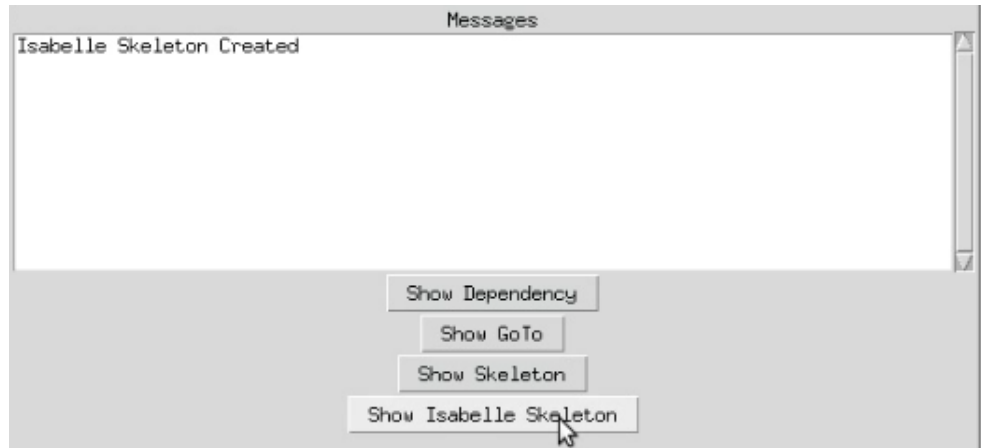 Messages
Isabelle Skeleton Created
Show Dependency
Show GoTo
Show Skeleton
Show Isabelle Skeleton